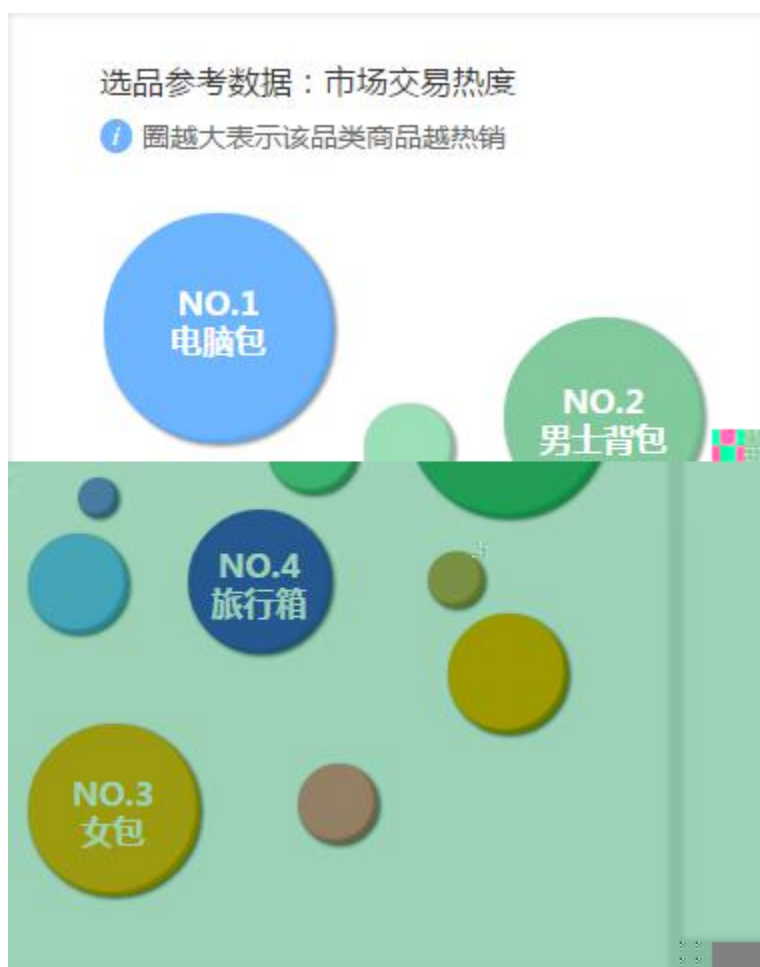 选品参考数据：市场交易热度
i 圈越大表示该品类商品越热销
NO.1
电脑包
NO.2
男士背包
NO.4
旅行箱
NO.3
女包